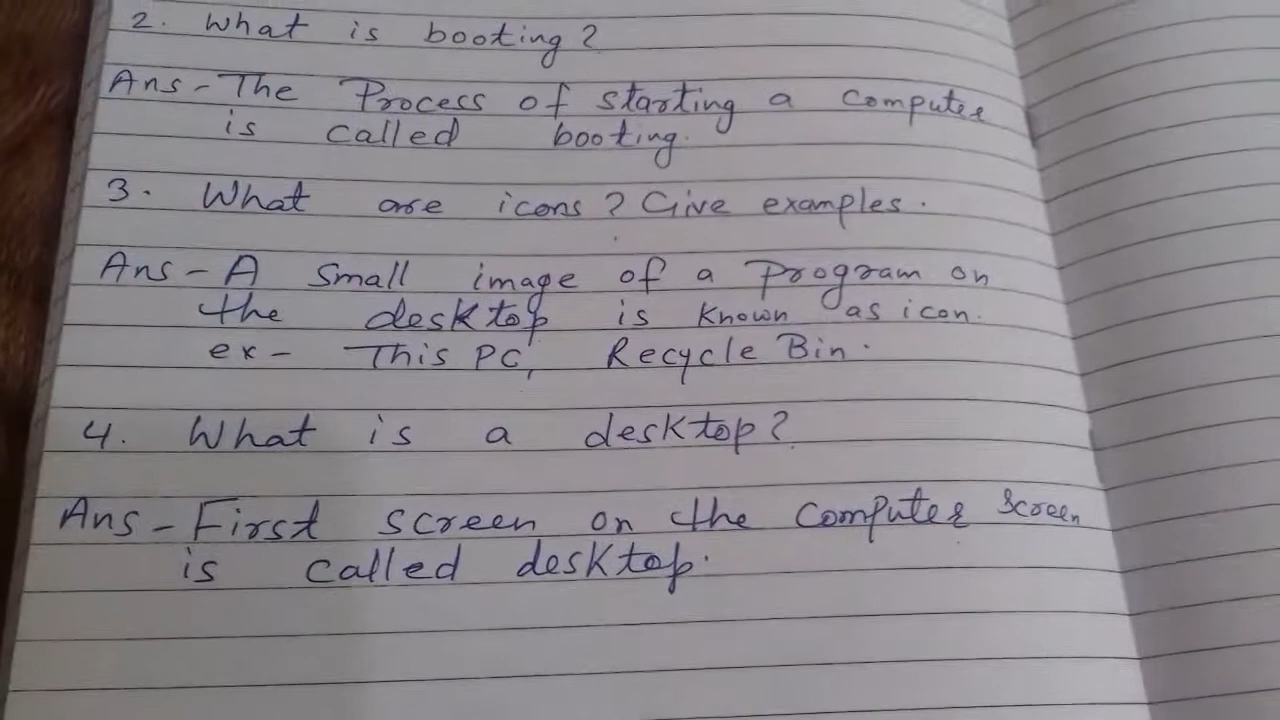 2. What is booting?
Ans - The Process of starting a computer
is called booting.
3. What are icons? Give examples.
Ans - A small image of a program on
the desktop is known as icon.
ex - This PC, Recycle Bin.
4. What is a desktop?
Ans - First screen on the computer screen
is called desktop.